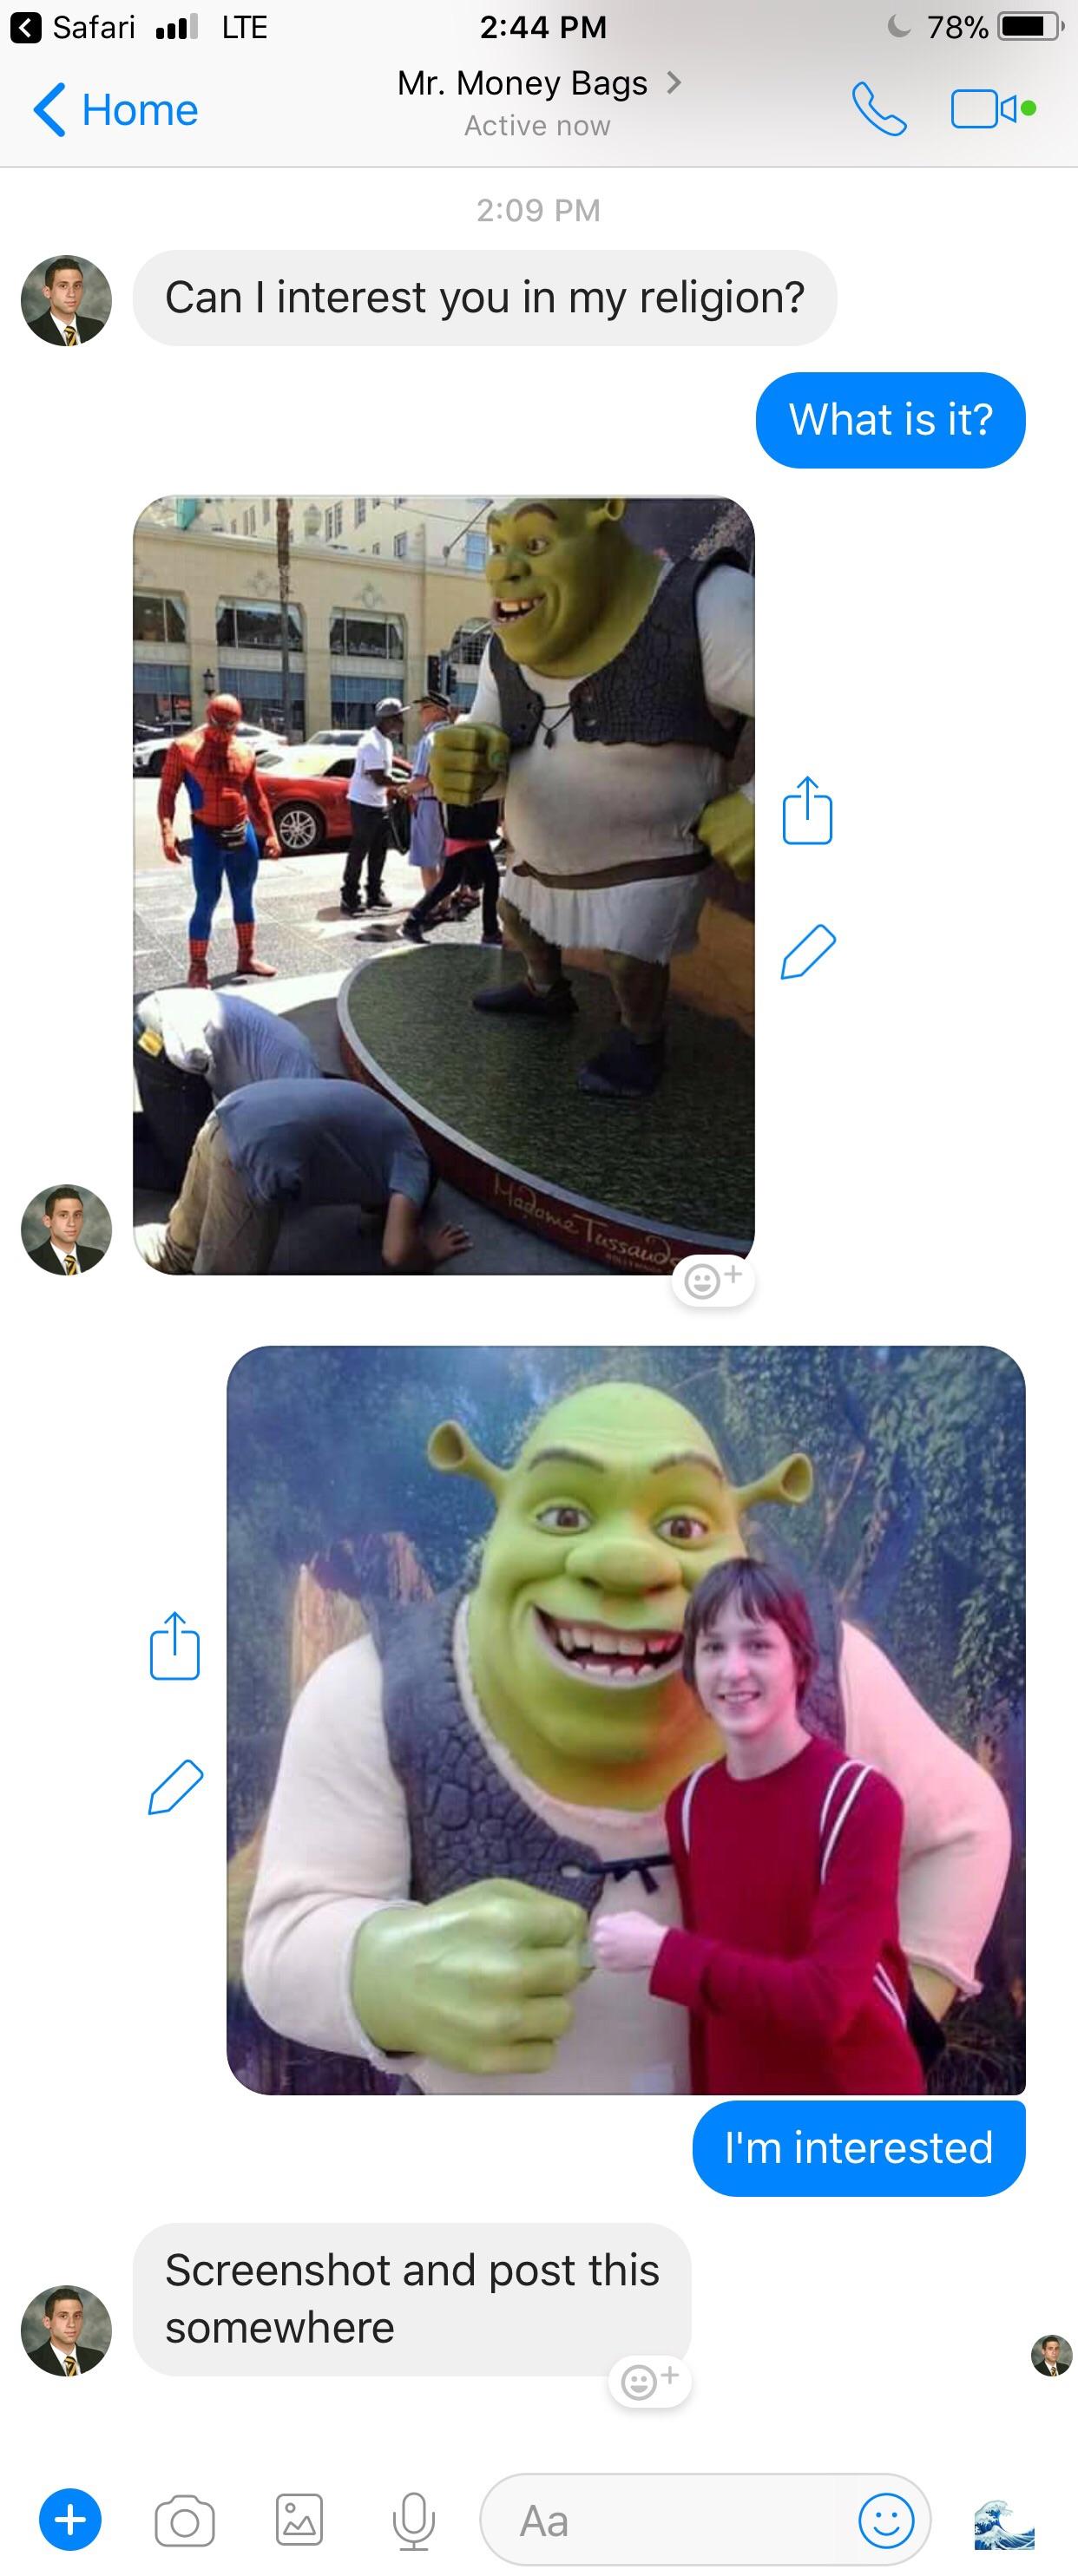 Safari LTE 2:44 PM 78%
Home Mr. Money Bags
Active now
2:09 PM
Can I interest you in my religion?
What is it?
Madame Tussauds
I'm interested
Screenshot and post this
somewhere
Aa